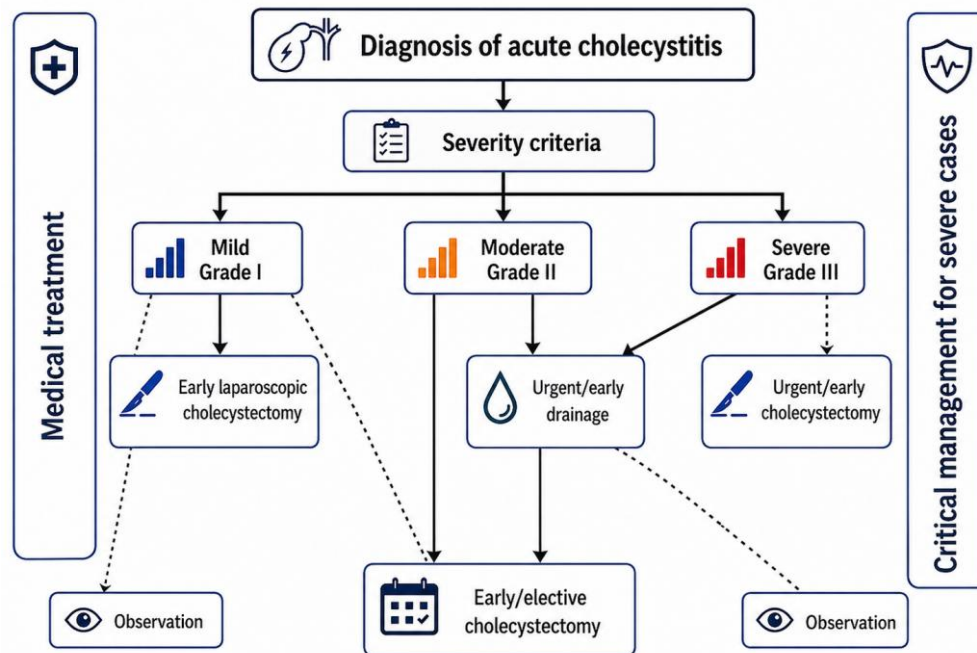 Diagnosis of acute cholecystitis
Severity criteria
Medical treatment
Critical management for severe cases
Mild
Grade I
Moderate
Grade II
Severe
Grade III
Early laparoscopic
cholecystectomy
Urgent/early
drainage
Urgent/early
cholecystectomy
Observation
Early/elective
cholecystectomy
Observation